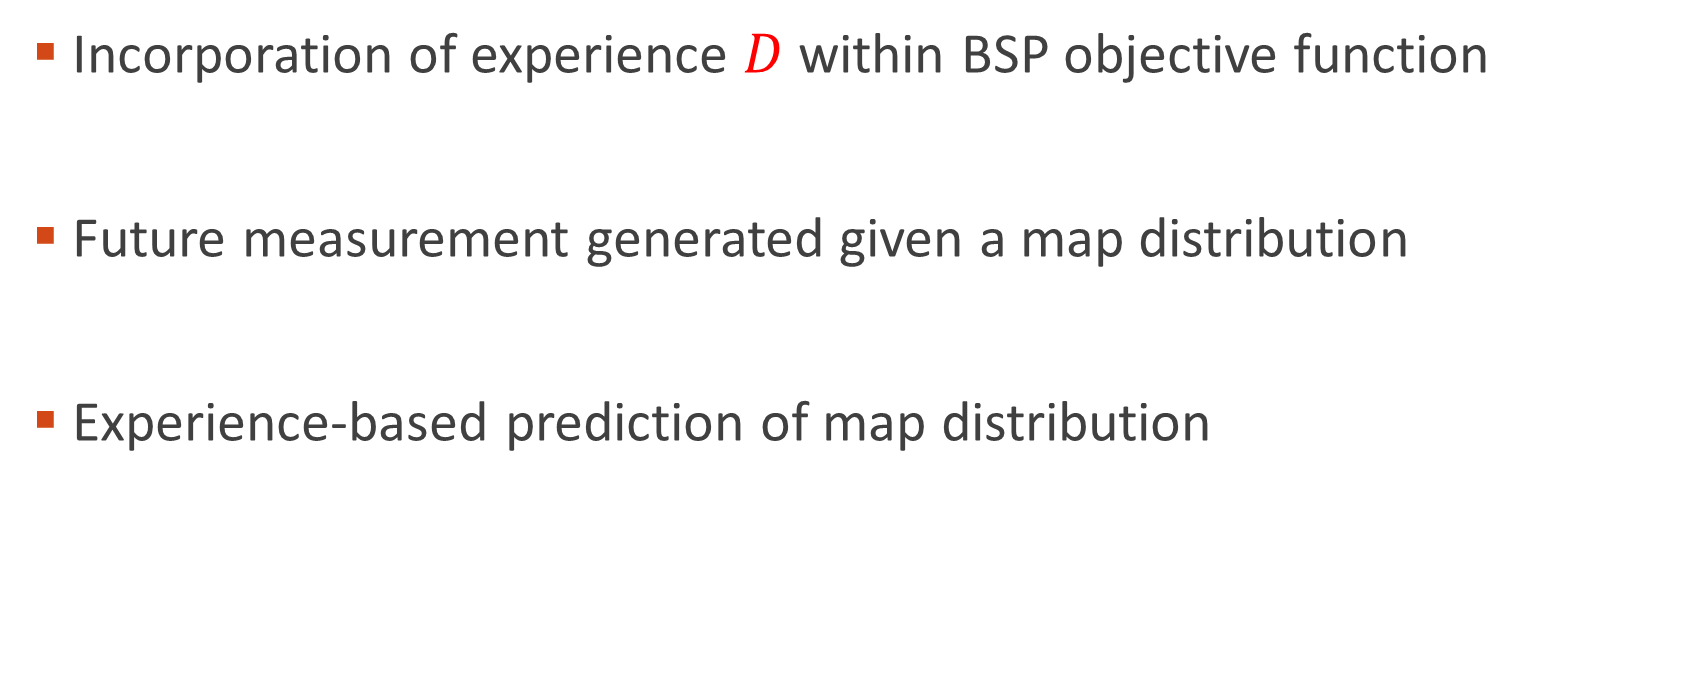 ▪ Incorporation of experience D within BSP objective function
▪ Future measurement generated given a map distribution
▪ Experience-based prediction of map distribution